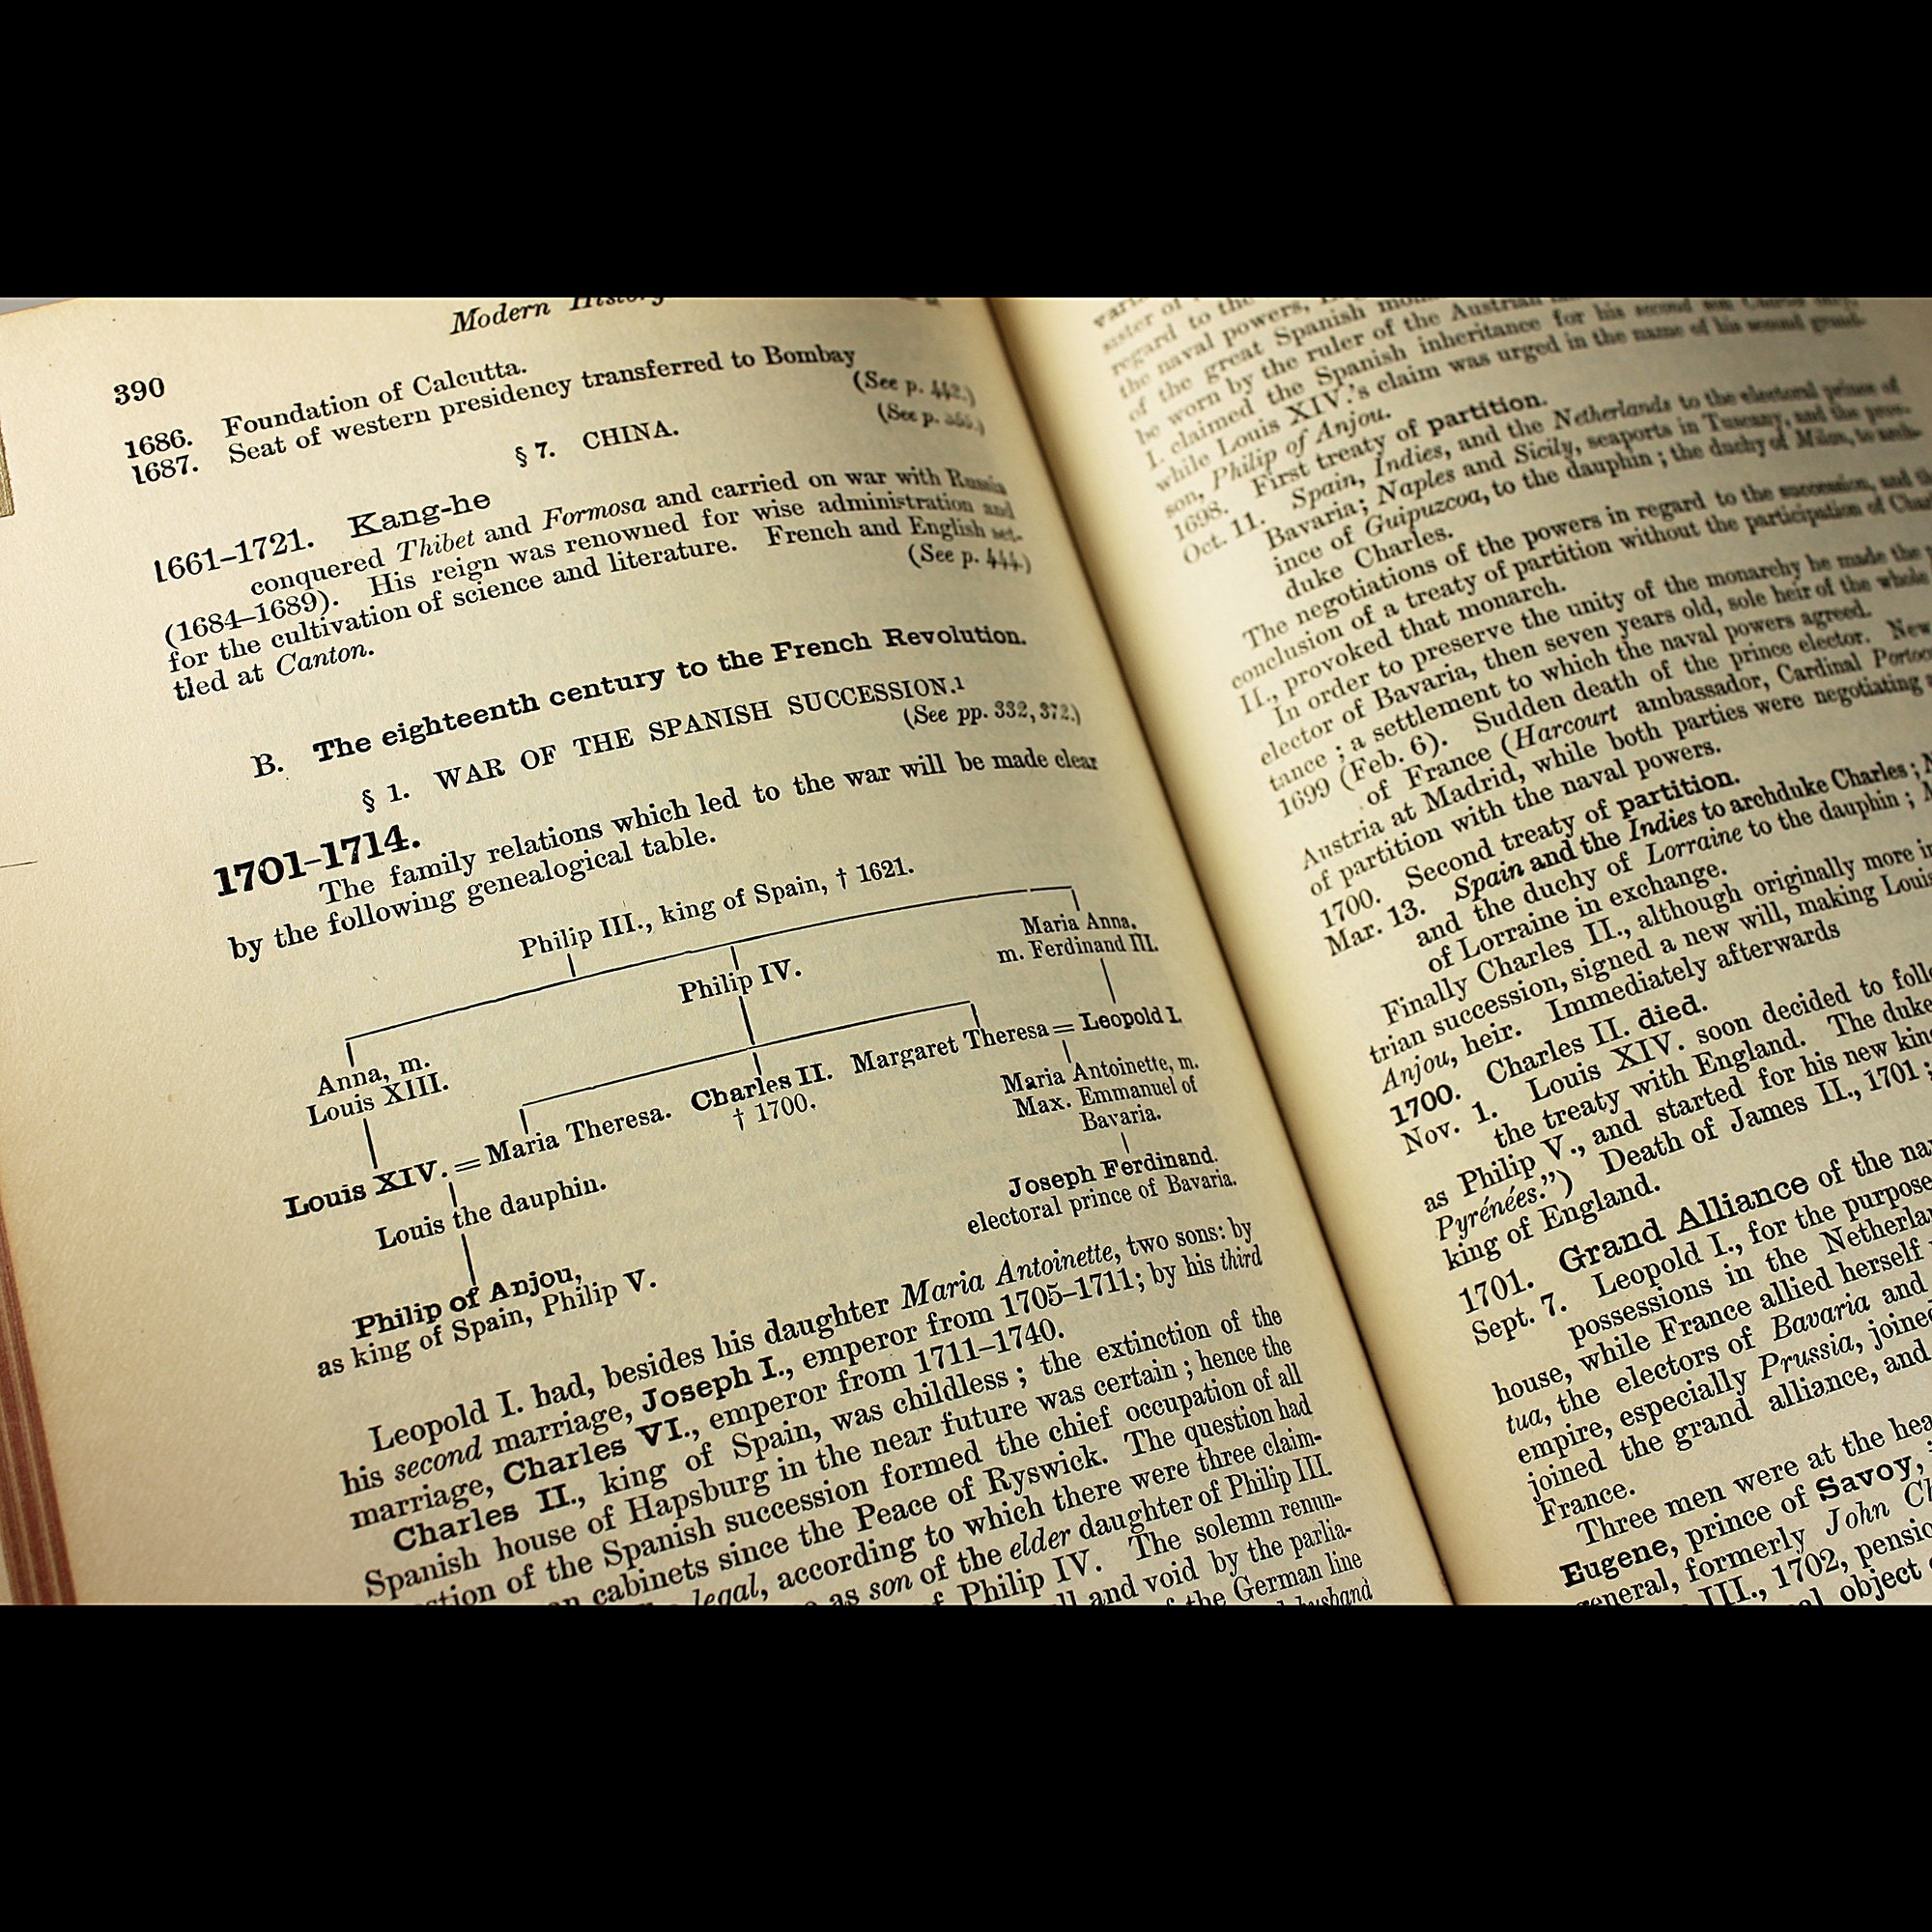 390
Modern History
1686. Foundation of Calcutta.
1687. Seat of western presidency transferred to Bombay
(See p. 442.)
(See p.
§ 7. CHINA.
1661–1721. Kang-he
conquered Thibet and Formosa and carried on war with Russia
(1684–1689). His reign was renowned for wise administration and
for the cultivation of science and literature. French and English set-
tled at Canton.
(See p. 444.)
B. The eighteenth century to the French Revolution.
§ 1. WAR OF THE SPANISH SUCCESSION.¹
(See pp. 332, 372.)
1701–1714.
The family relations which led to the war will be made clear
by the following genealogical table.
Philip III., king of Spain, † 1621.
Maria Anna,
m. Ferdinand III.
Philip IV.
Anna, m.
Louis XIII.
Charles II.
† 1700.
Margaret Theresa = Leopold I.
Louis XIV. = Maria Theresa.
Maria Antoinette, m.
Max. Emmanuel of
Bavaria.
Louis the dauphin.
Joseph Ferdinand.
electoral prince of Bavaria.
Philip of Anjou,
as king of Spain, Philip V.
Leopold I. had, besides his daughter Maria Antoinette, two sons: by
his second marriage, Joseph I., emperor from 1705–1711; by his third
marriage, Charles VI., emperor from 1711–1740.
Charles II., king of Spain, was childless; the extinction of the
Spanish house of Hapsburg in the near future was certain; hence the
of the Spanish succession formed the chief occupation of all
cabinets since the Peace of Ryswick. The question had
legal, according to which there were three claim-
as son of the elder daughter of Philip III.
Philip IV. The solemn renun-
and void by the parlia-
the German line
husband
regard to the
the naval powers,
of the great Spanish
be worn by the ruler of the Austrian
I. claimed the Spanish inheritance for his second son Charles
while Louis XIV.'s claim was urged in the name of his second grand-
son, Philip of Anjou.
1698. First treaty of partition.
Oct. 11. Spain, Indies, and the Netherlands to the electoral prince of
Bavaria; Naples and Sicily, seaports in Tuscany, and the prov-
ince of Guipuzcoa, to the dauphin; the duchy of Milan, to arch-
duke Charles.
The negotiations of the powers in regard to the succession, and the
conclusion of a treaty of partition without the participation of
II., provoked that monarch.
In order to preserve the unity of the monarchy he made the
elector of Bavaria, then seven years old, sole heir of the whole
tance; a settlement to which the naval powers agreed.
1699 (Feb. 6). Sudden death of the prince elector. New
of France (Harcourt ambassador, Cardinal
Austria at Madrid, while both parties were negotiating
of partition with the naval powers.
1700. Second treaty of partition.
Mar. 13. Spain and the Indies to archduke Charles;
and the duchy of Lorraine to the dauphin;
of Lorraine in exchange.
Finally Charles II., although originally more
trian succession, signed a new will, making Louis
Anjou, heir. Immediately afterwards
1700. Charles II. died.
Nov. 1. Louis XIV. soon decided to
the treaty with England. The duke
as Philip V., and started for his new
Pyrénées.") Death of James II., 1701;
king of England.
1701. Grand Alliance of the
Sept. 7. Leopold I., for the purpose
possessions in the
house, while France allied herself
tua, the electors of Bavaria and
empire, especially Prussia, joined
joined the grand alliance, and
France.
Three men were at the
Eugene, prince of Savoy,
general, formerly John
III., 1702,
object